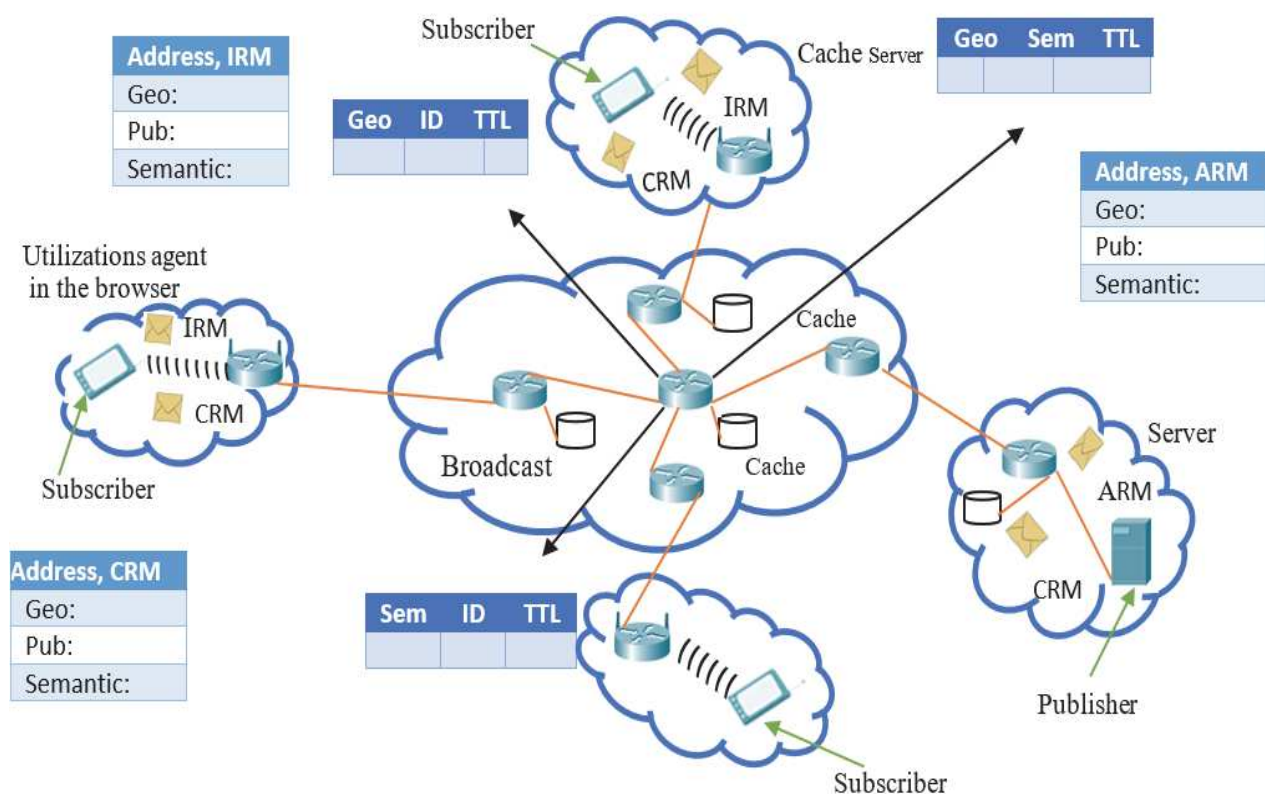 Subscriber
Cache Server
Geo Sem TTL
Address, IRM
Geo:
Pub:
Semantic:
Geo ID TTL
IRM
CRM
Address, ARM
Geo:
Pub:
Semantic:
Utilizations agent
in the browser
IRM
CRM
Subscriber
Cache
Broadcast
Cache
Server
ARM
CRM
Publisher
Address, CRM
Geo:
Pub:
Semantic:
Sem ID TTL
Subscriber